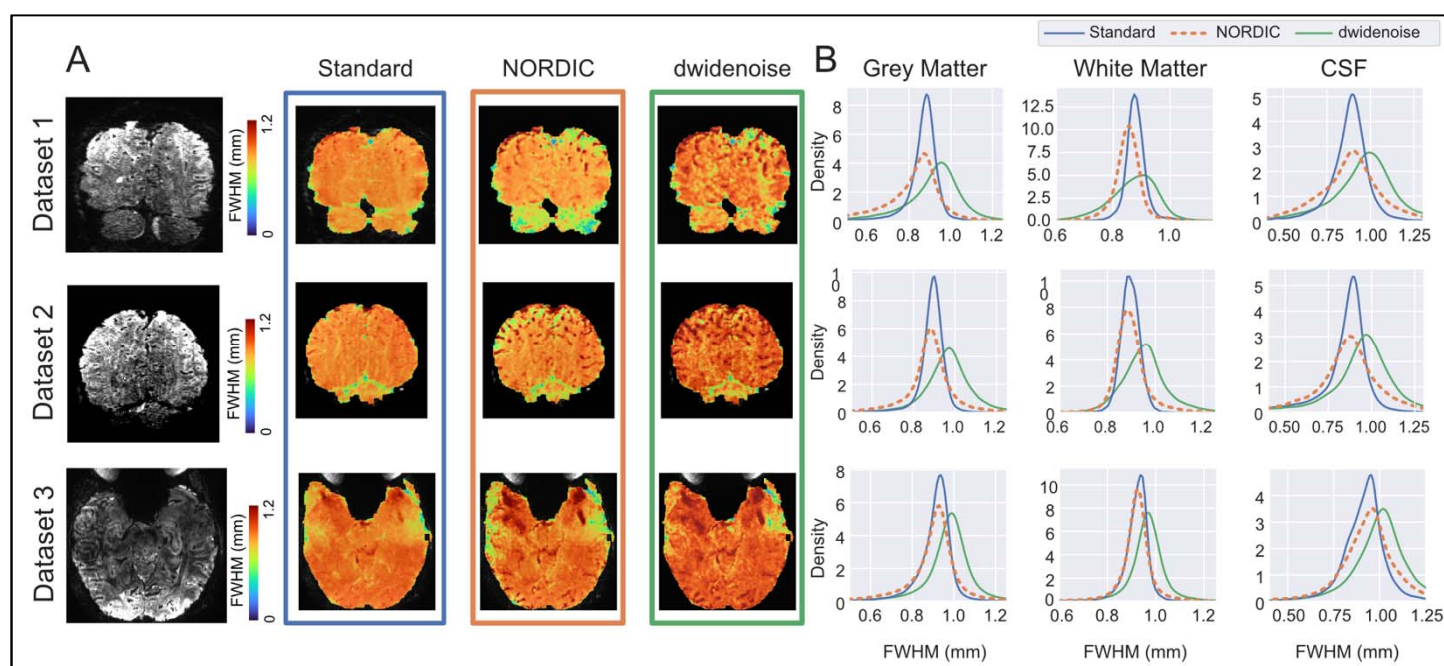 Standard NORDIC dwidenoise
A B
Standard NORDIC dwidenoise Grey Matter White Matter CSF
Dataset 1
FWHM (mm)
1.2
0
Density
8
6
4
2
0
0.6 0.8 1.0 1.2
12.5
10.0
7.5
5.0
2.5
0.0
0.6 0.8 1.0
5
4
3
2
1
0
0.50 0.75 1.00 1.25
Dataset 2
FWHM (mm)
1.2
0
Density
10
8
6
4
2
0
0.6 0.8 1.0 1.2
10
8
6
4
2
0
0.6 0.8 1.0 1.2
5
4
3
2
1
0
0.50 0.75 1.00 1.25
Dataset 3
FWHM (mm)
1.2
0
Density
8
6
4
2
0
0.6 0.8 1.0 1.2
10
8
6
4
2
0
0.6 0.8 1.0 1.2
5
4
3
2
1
0
0.50 0.75 1.00 1.25
FWHM (mm) FWHM (mm) FWHM (mm)